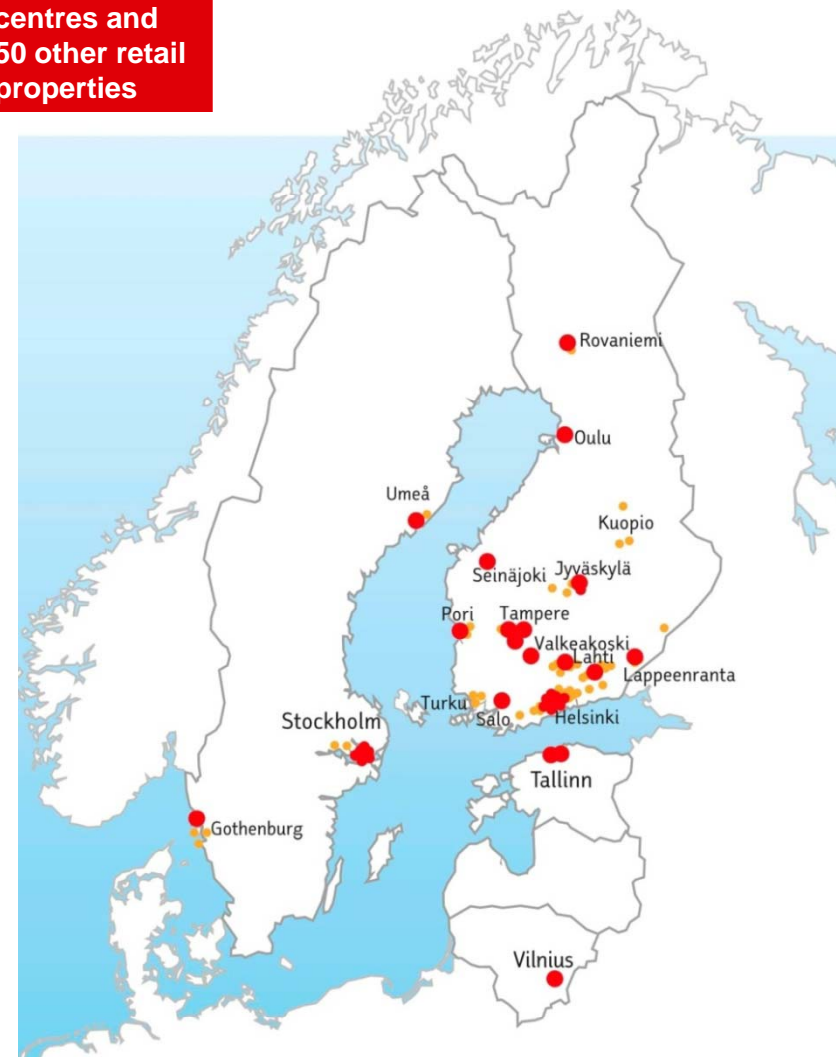 centres and
50 other retail
properties
Rovaniemi
Oulu
Umeå
Kuopio
Seinäjoki
Jyväskylä
Pori
Tampere
Valkeakoski
Lahti
Lappeenranta
Turku
Salo
Helsinki
Stockholm
Tallinn
Gothenburg
Vilnius